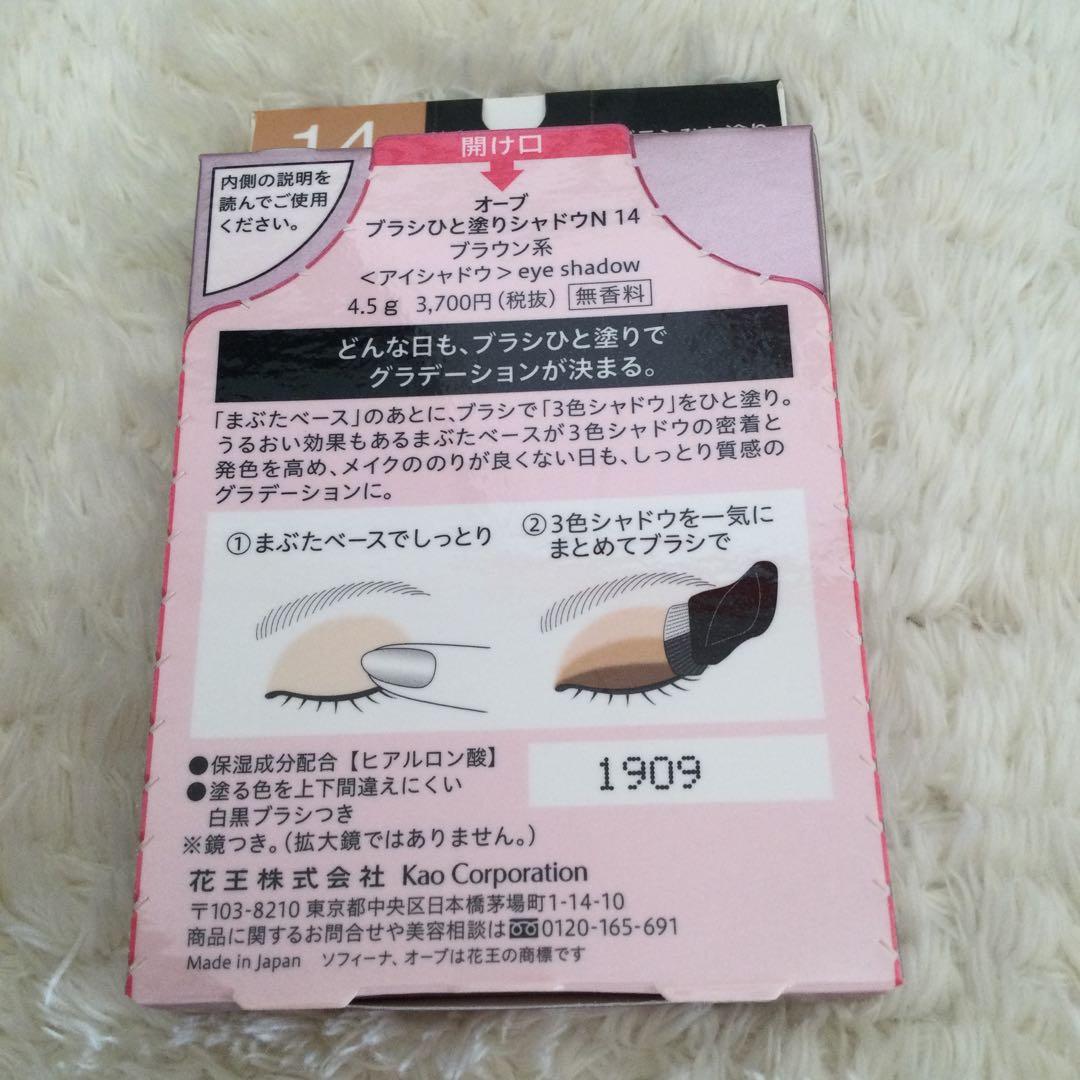 14
開け口
内側の説明を
読んでご使用
ください。
オーブ
ブラシひと塗りシャドウN 14
ブラウン系
<アイシャドウ> eye shadow
4.5g 3,700円(税抜) 無香料
どんな日も、ブラシひと塗りで
グラデーションが決まる。
「まぶたベース」のあとに、ブラシで「3色シャドウ」をひと塗り。
うるおい効果もあるまぶたベースが3色シャドウの密着と
発色を高め、メイクののりが良くない日も、しっとり質感の
グラデーションに。
①まぶたベースでしっとり
②3色シャドウを一気に
まとめてブラシで
●保湿成分配合【ヒアルロン酸】
●塗る色を上下間違えにくい
白黒ブラシつき
※鏡つき。(拡大鏡ではありません。)
1909
花王株式会社 Kao Corporation
〒103-8210 東京都中央区日本橋茅場町1-14-10
商品に関するお問合せや美容相談は 0120-165-691
Made in Japan ソフィーナ、オーブは花王の商標です